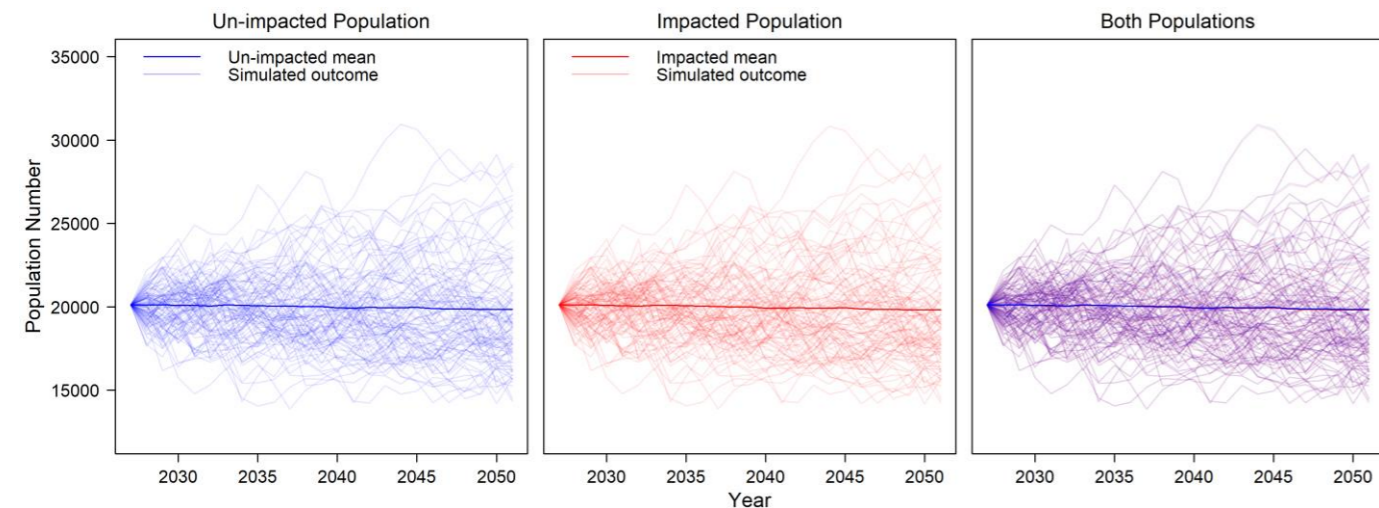 Un-impacted Population
Impacted Population
Both Populations
Un-impacted mean
Simulated outcome
Impacted mean
Simulated outcome
Population Number
35000
30000
25000
20000
15000
2030 2035 2040 2045 2050
2030 2035 2040 2045 2050
2030 2035 2040 2045 2050
Year